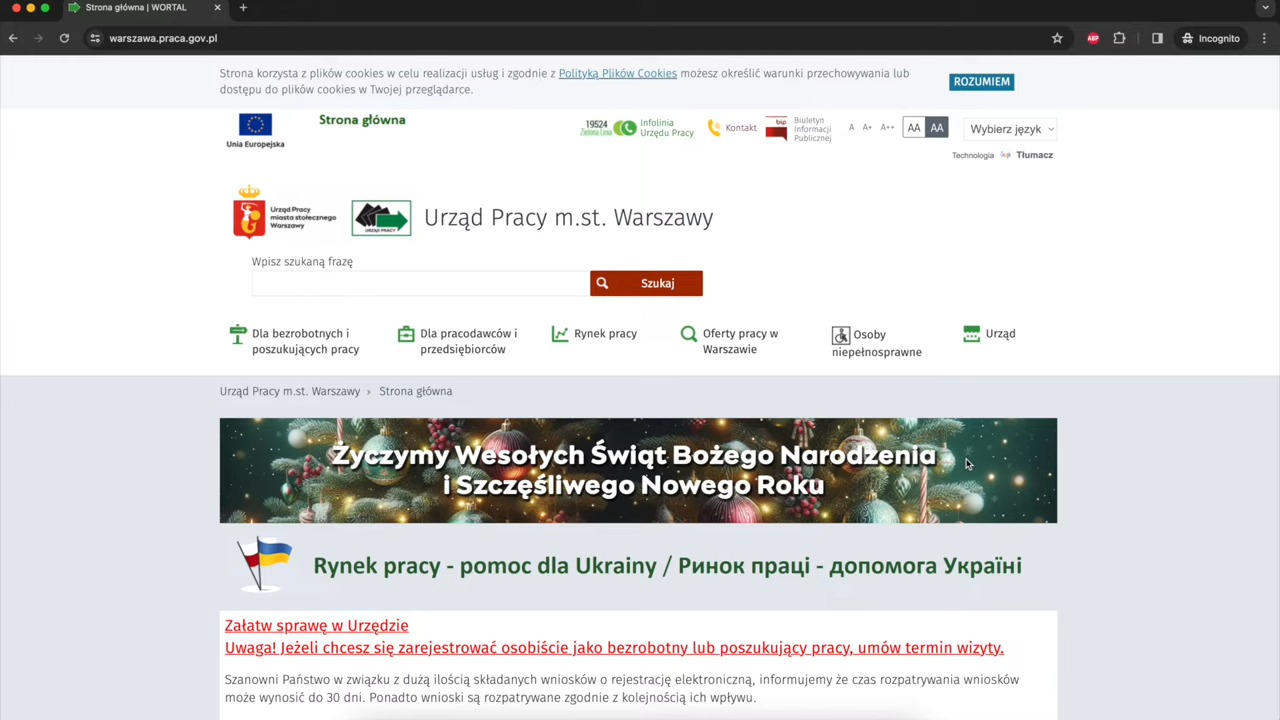 Strona główna | WORTAL
warszawa.praca.gov.pl
ABP
Incognito
Strona korzysta z plików cookies w celu realizacji usług i zgodnie z Polityką Plików Cookies możesz określić warunki przechowywania lub
dostępu do plików cookies w Twojej przeglądarce.
ROZUMIEM
Unia Europejska
Strona główna
19524
Zielona Linia
Infolinia
Urzędu Pracy
Kontakt
bip
Biuletyn
Informacji
Publicznej
A A+ A++ AA AA
Wybierz język
Technologia Tłumacz
Urząd Pracy
miasta stołecznego
Warszawy
URZĄD PRACY
Urząd Pracy m.st. Warszawy
Wpisz szukaną frazę
Szukaj
Dla bezrobotnych i
poszukujących pracy
Dla pracodawców i
przedsiębiorców
Rynek pracy
Oferty pracy w
Warszawie
Osoby
niepełnosprawne
Urząd
Urząd Pracy m.st. Warszawy › Strona główna
Życzymy Wesołych Świąt Bożego Narodzenia
i Szczęśliwego Nowego Roku
Rynek pracy - pomoc dla Ukrainy / Ринок праці - допомога Україні
Załatw sprawę w Urzędzie
Uwaga! Jeżeli chcesz się zarejestrować osobiście jako bezrobotny lub poszukujący pracy, umów termin wizyty.
Szanowni Państwo w związku z dużą ilością składanych wniosków o rejestrację elektroniczną, informujemy że czas rozpatrywania wniosków
może wynosić do 30 dni. Ponadto wnioski są rozpatrywane zgodnie z kolejnością ich wpływu.